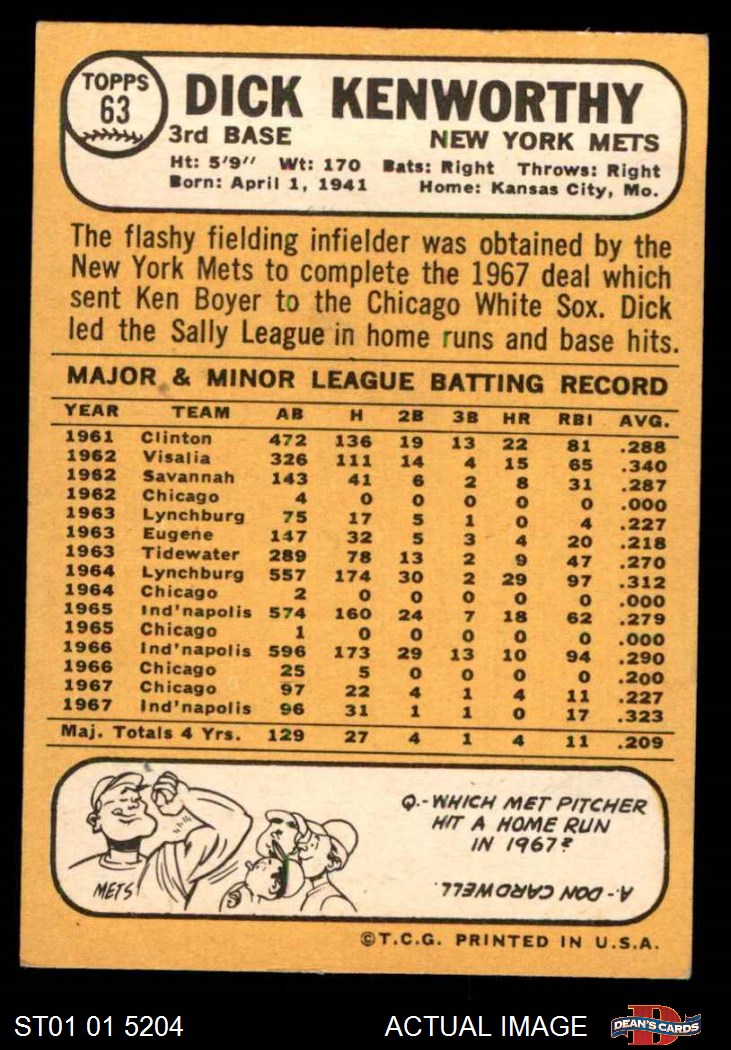 TOPPS
63
DICK KENWORTHY
3rd BASE NEW YORK METS
Ht: 5'9" Wt: 170 Bats: Right Throws: Right
Born: April 1, 1941 Home: Kansas City, Mo.
The flashy fielding infielder was obtained by the
New York Mets to complete the 1967 deal which
sent Ken Boyer to the Chicago White Sox. Dick
led the Sally League in home runs and base hits.
MAJOR & MINOR LEAGUE BATTING RECORD
YEAR TEAM AB H 2B 3B HR RBI AVG.
1961 Clinton 472 136 19 13 22 81 .288
1962 Visalia 326 111 14 4 15 65 .340
1962 Savannah 143 41 6 2 8 31 .287
1962 Chicago 4 0 0 0 0 0 .000
1963 Lynchburg 75 17 5 1 0 4 .227
1963 Eugene 147 32 5 3 4 20 .218
1963 Tidewater 289 78 13 2 9 47 .270
1964 Lynchburg 557 174 30 2 29 97 .312
1964 Chicago 2 0 0 0 0 0 .000
1965 Ind'napolis 574 160 24 7 18 62 .279
1965 Chicago 1 0 0 0 0 0 .000
1966 Ind'napolis 596 173 29 13 10 94 .290
1966 Chicago 25 5 0 0 0 0 .200
1967 Chicago 97 22 4 1 4 11 .227
1967 Ind'napolis 96 31 1 1 0 17 .323
Maj. Totals 4 Yrs. 129 27 4 1 4 11 .209
Q.-WHICH MET PITCHER
HIT A HOME RUN
IN 1967?
A-DON CARDWELL
METS
©T.C.G. PRINTED IN U.S.A.
ST01 01 5204 ACTUAL IMAGE D DEAN'S CARDS